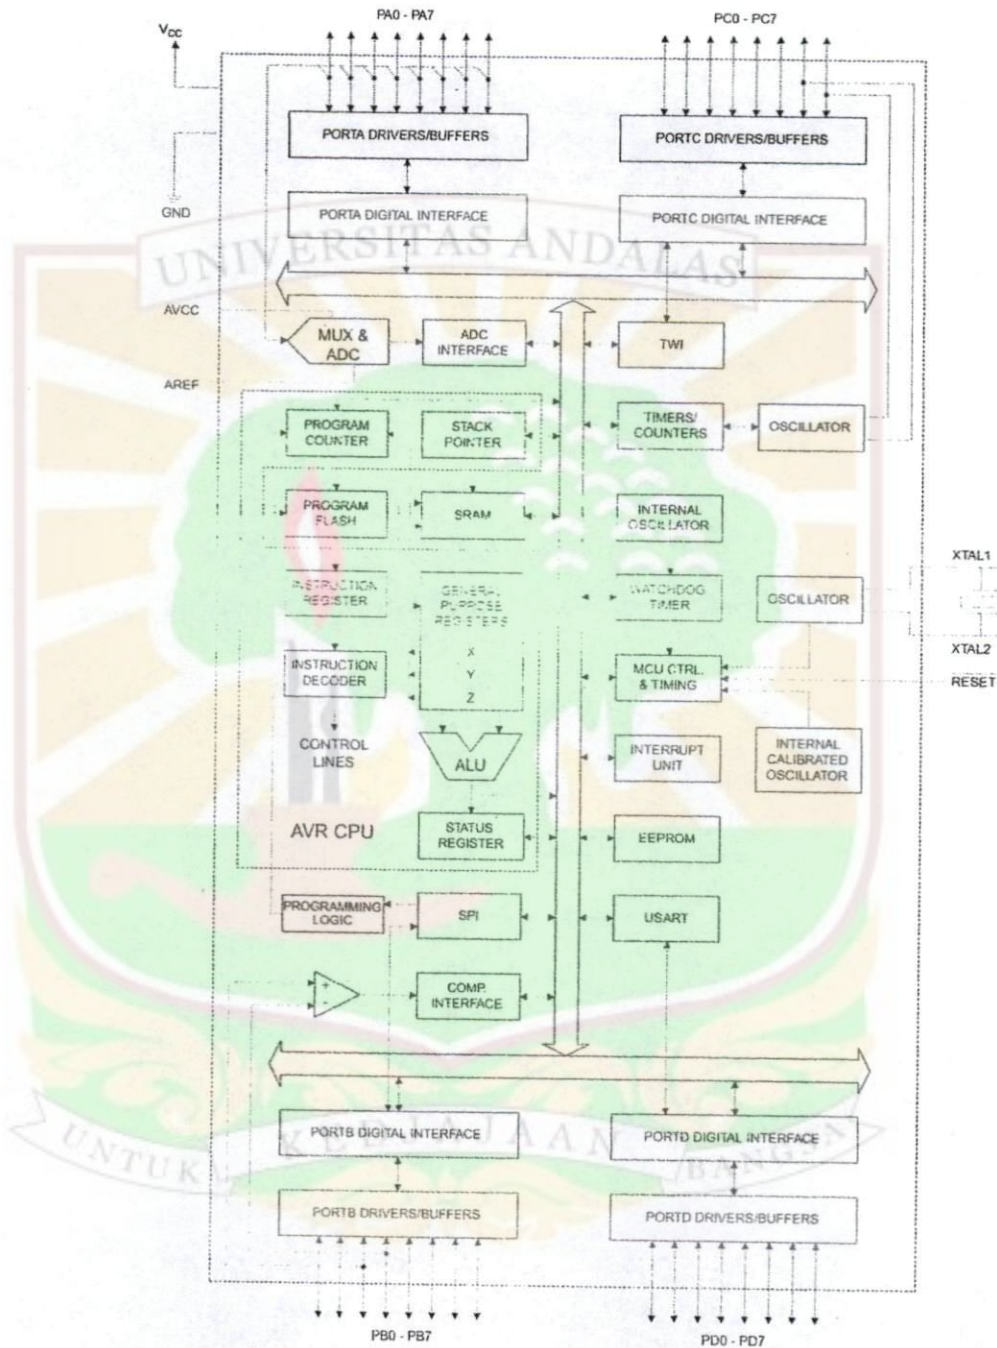 PA0 - PA7
PC0 - PC7
VCC
PORTA DRIVERS/BUFFERS
PORTC DRIVERS/BUFFERS
GND
PORTA DIGITAL INTERFACE
PORTC DIGITAL INTERFACE
UNIVERSITAS ANDALAS
AVCC
MUX &
ADC
ADC
INTERFACE
TWI
AREF
PROGRAM
COUNTER
STACK
POINTER
TIMERS/
COUNTERS
OSCILLATOR
PROGRAM
FLASH
SRAM
INTERNAL
OSCILLATOR
XTAL1
INSTRUCTION
REGISTER
GENERAL
PURPOSE
REGISTERS
WATCHDOG
TIMER
OSCILLATOR
XTAL2
INSTRUCTION
DECODER
X
Y
Z
MCU CTRL.
& TIMING
RESET
CONTROL
LINES
ALU
INTERRUPT
UNIT
INTERNAL
CALIBRATED
OSCILLATOR
AVR CPU
STATUS
REGISTER
EEPROM
PROGRAMMING
LOGIC
SPI
USART
+
-
COMP.
INTERFACE
PORTB DIGITAL INTERFACE
PORTD DIGITAL INTERFACE
UNTUK KEDJAJAAN BANGSA
PORTB DRIVERS/BUFFERS
PORTD DRIVERS/BUFFERS
PB0 - PB7
PD0 - PD7